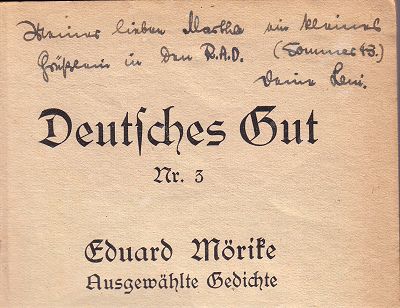 Meiner lieben Martha ein kleines
Grüßlein in den R.A.D. (Sommer 43.)
Deine Leni.
Deutſches Gut
Nr. 3
Eduard Mörike
Ausgewählte Gedichte